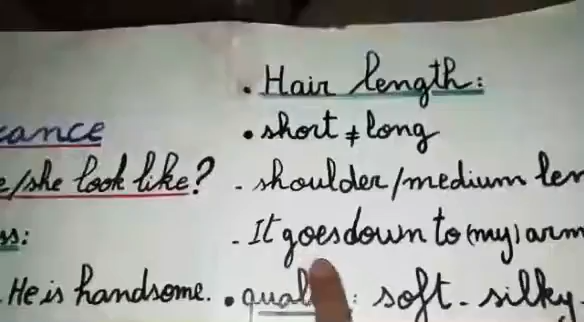 • Hair length:
• short ≠ long
- shoulder/medium len
- It goes down to (my) arm
• qual : soft - silky -
ance
e/she look like?
ss:
He is handsome.